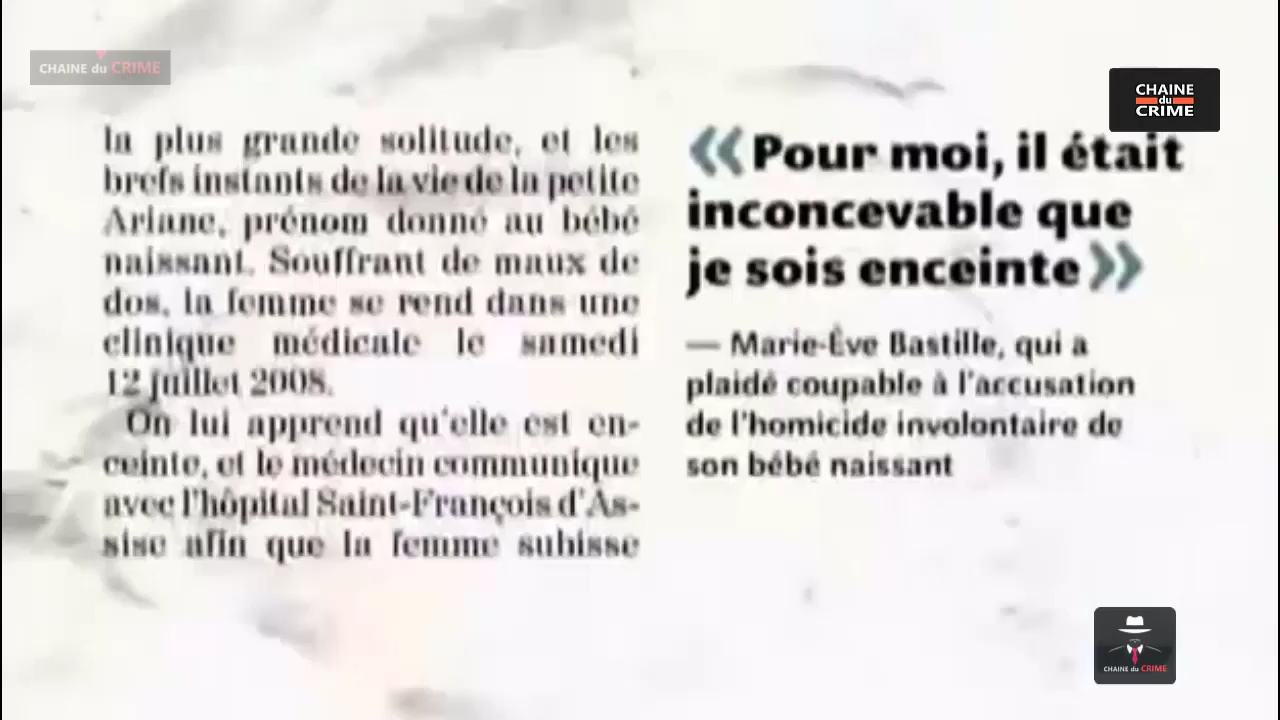 CHAINE du CRIME
CHAINE
du
CRIME
la plus grande solitude, et les
brefs instants de la vie de la petite
Ariane, prénom donné au bébé
naissant. Souffrant de maux de
dos, la femme se rend dans une
clinique médicale le samedi
12 juillet 2008.
On lui apprend qu'elle est en-
ceinte, et le médecin communique
avec l'hôpital Saint-François d'As-
sise afin que la femme subisse
«Pour moi, il était
inconcevable que
je sois enceinte»
— Marie-Ève Bastille, qui a
plaidé coupable à l'accusation
de l'homicide involontaire de
son bébé naissant
CHAINE du CRIME